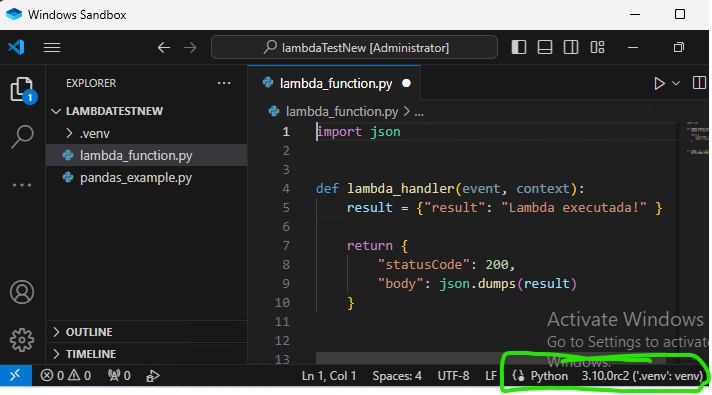 Windows Sandbox
lambdaTestNew [Administrator]
EXPLORER
lambda_function.py
1
LAMBDATESTNEW
.venv
lambda_function.py
pandas_example.py
OUTLINE
TIMELINE
lambda_function.py > ...
1 import json
2
3
4 def lambda_handler(event, context):
5 result = {"result": "Lambda executada!" }
6
7 return {
8 "statusCode": 200,
9 "body": json.dumps(result)
10 }
11
12
13
Activate Windows
Go to Settings to activate
Windows.
0 0 0 Ln 1, Col 1 Spaces: 4 UTF-8 LF Python 3.10.0rc2 ('.venv': venv)